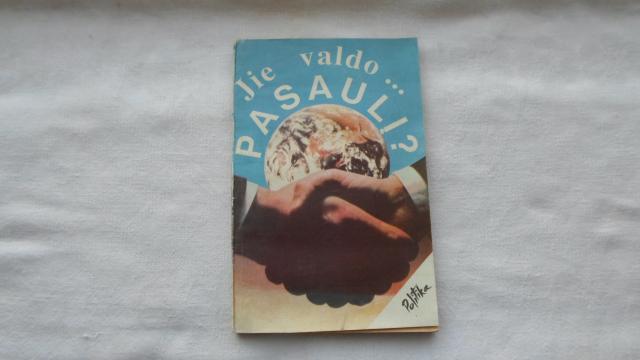 Jie valdo...
PASAULĮ?
Politika